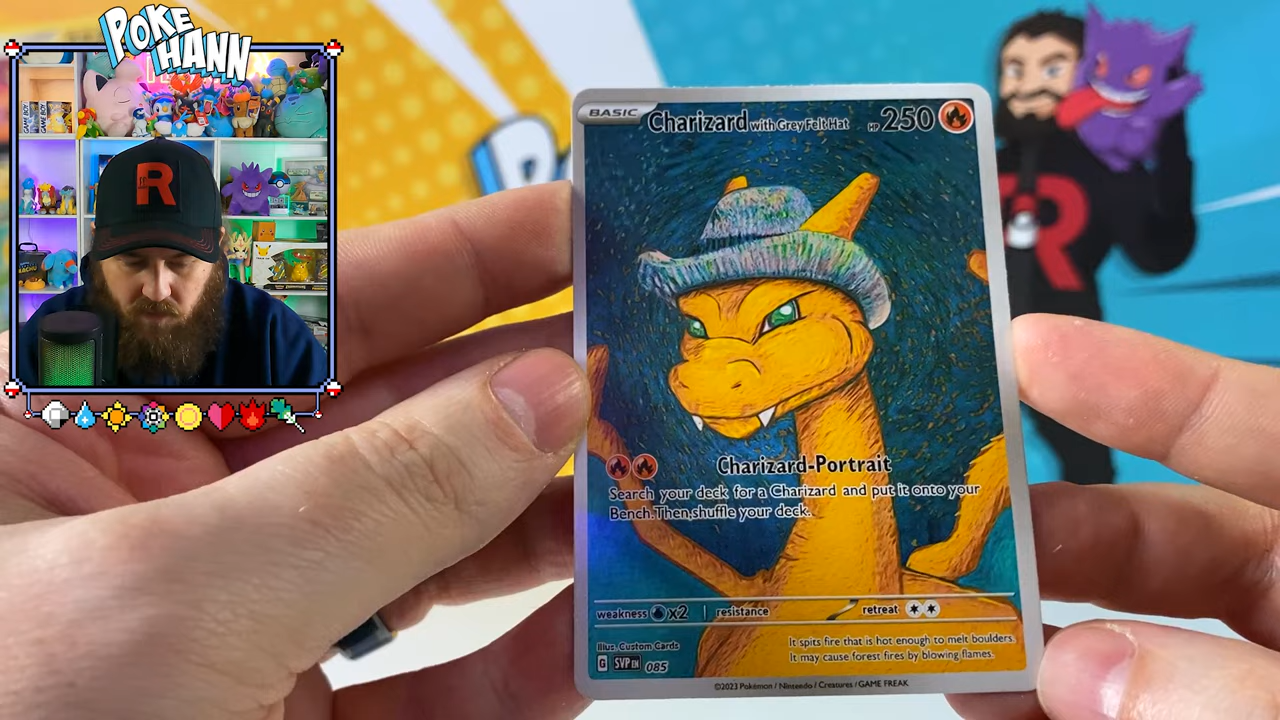 POKE
HANN
R
BASIC
Charizard with Grey Felt Hat HP 250
Charizard-Portrait
Search your deck for a Charizard and put it onto your
Bench.Then,shuffle your deck.
weakness x2 | resistance retreat
It spits fire that is hot enough to melt boulders.
It may cause forest fires by blowing flames.
Illus. Custom Cards
G SVP EN 085
©2023 Pokémon / Nintendo / Creatures / GAME FREAK
R
GAME BOY